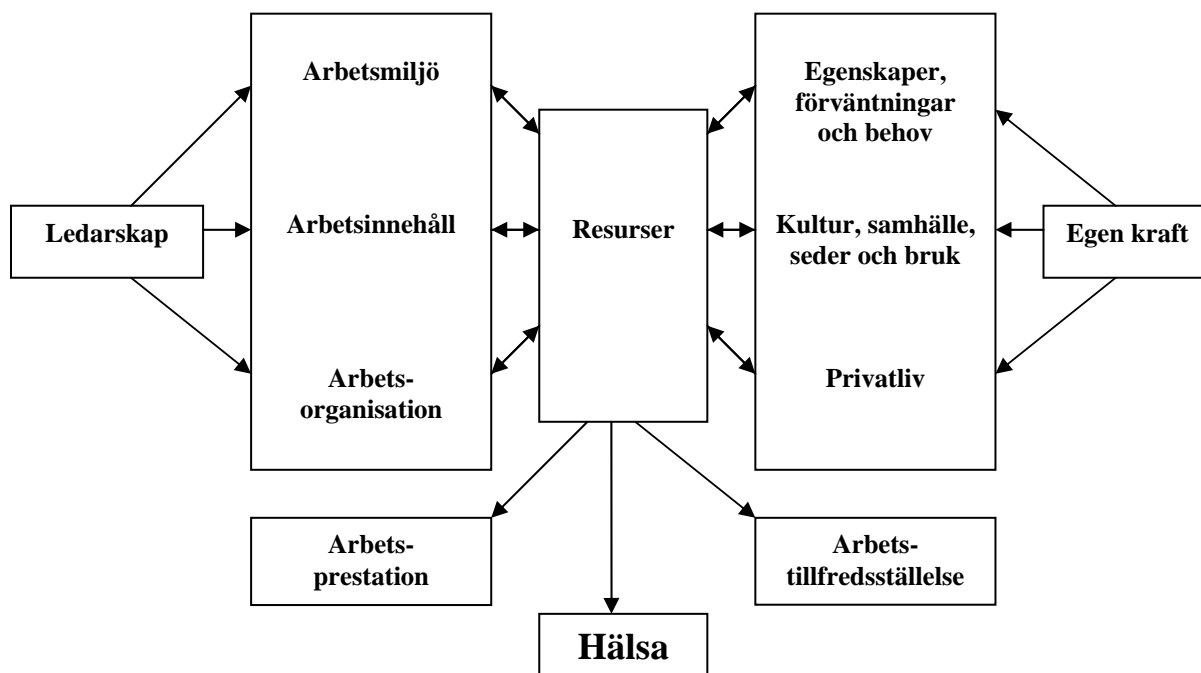 Arbetsmiljö
Egenskaper,
förväntningar
och behov
Ledarskap
Arbetsinnehåll
Resurser
Kultur, samhälle,
seder och bruk
Egen kraft
Arbets-
organisation
Privatliv
Arbets-
prestation
Arbets-
tillfredsställelse
Hälsa